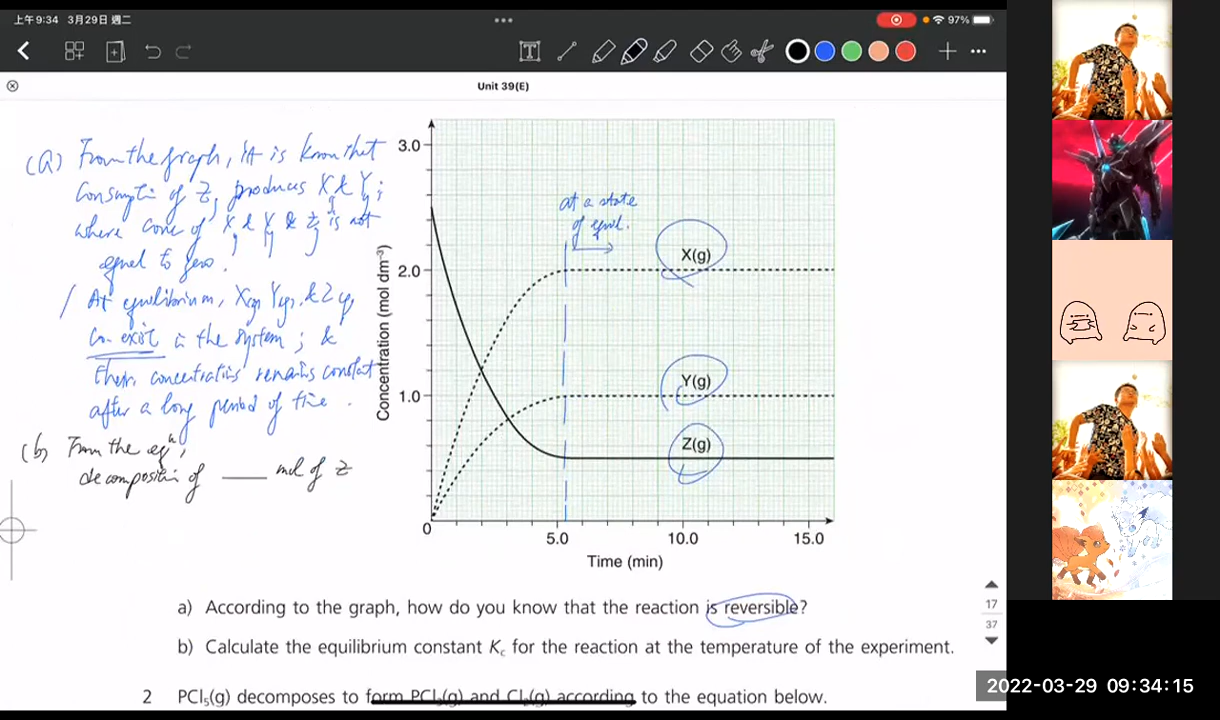 上午9:34 3月29日 週二
97%
Unit 39(E)
(a) From the graph, it is known that
Consumption of Z, produces X & Y;
where conc of X & Y & Z is not
equal to zero.
/ At equilibrium, X(g), Y(g), & Z(g)
Co-exist in the system; &
their concentrations remains constant
after a long period of time.
(b) From the eqn,
decomposition of ____ mol of Z
at a state
of equil.
3.0
2.0
1.0
0
5.0
10.0
15.0
Concentration (mol dm⁻³)
Time (min)
X(g)
Y(g)
Z(g)
a) According to the graph, how do you know that the reaction is reversible?
b) Calculate the equilibrium constant Kc for the reaction at the temperature of the experiment.
2 PCl₅(g) decomposes to form PCl₃(g) and Cl₂(g) according to the equation below.
17
37
2022-03-29 09:34:15